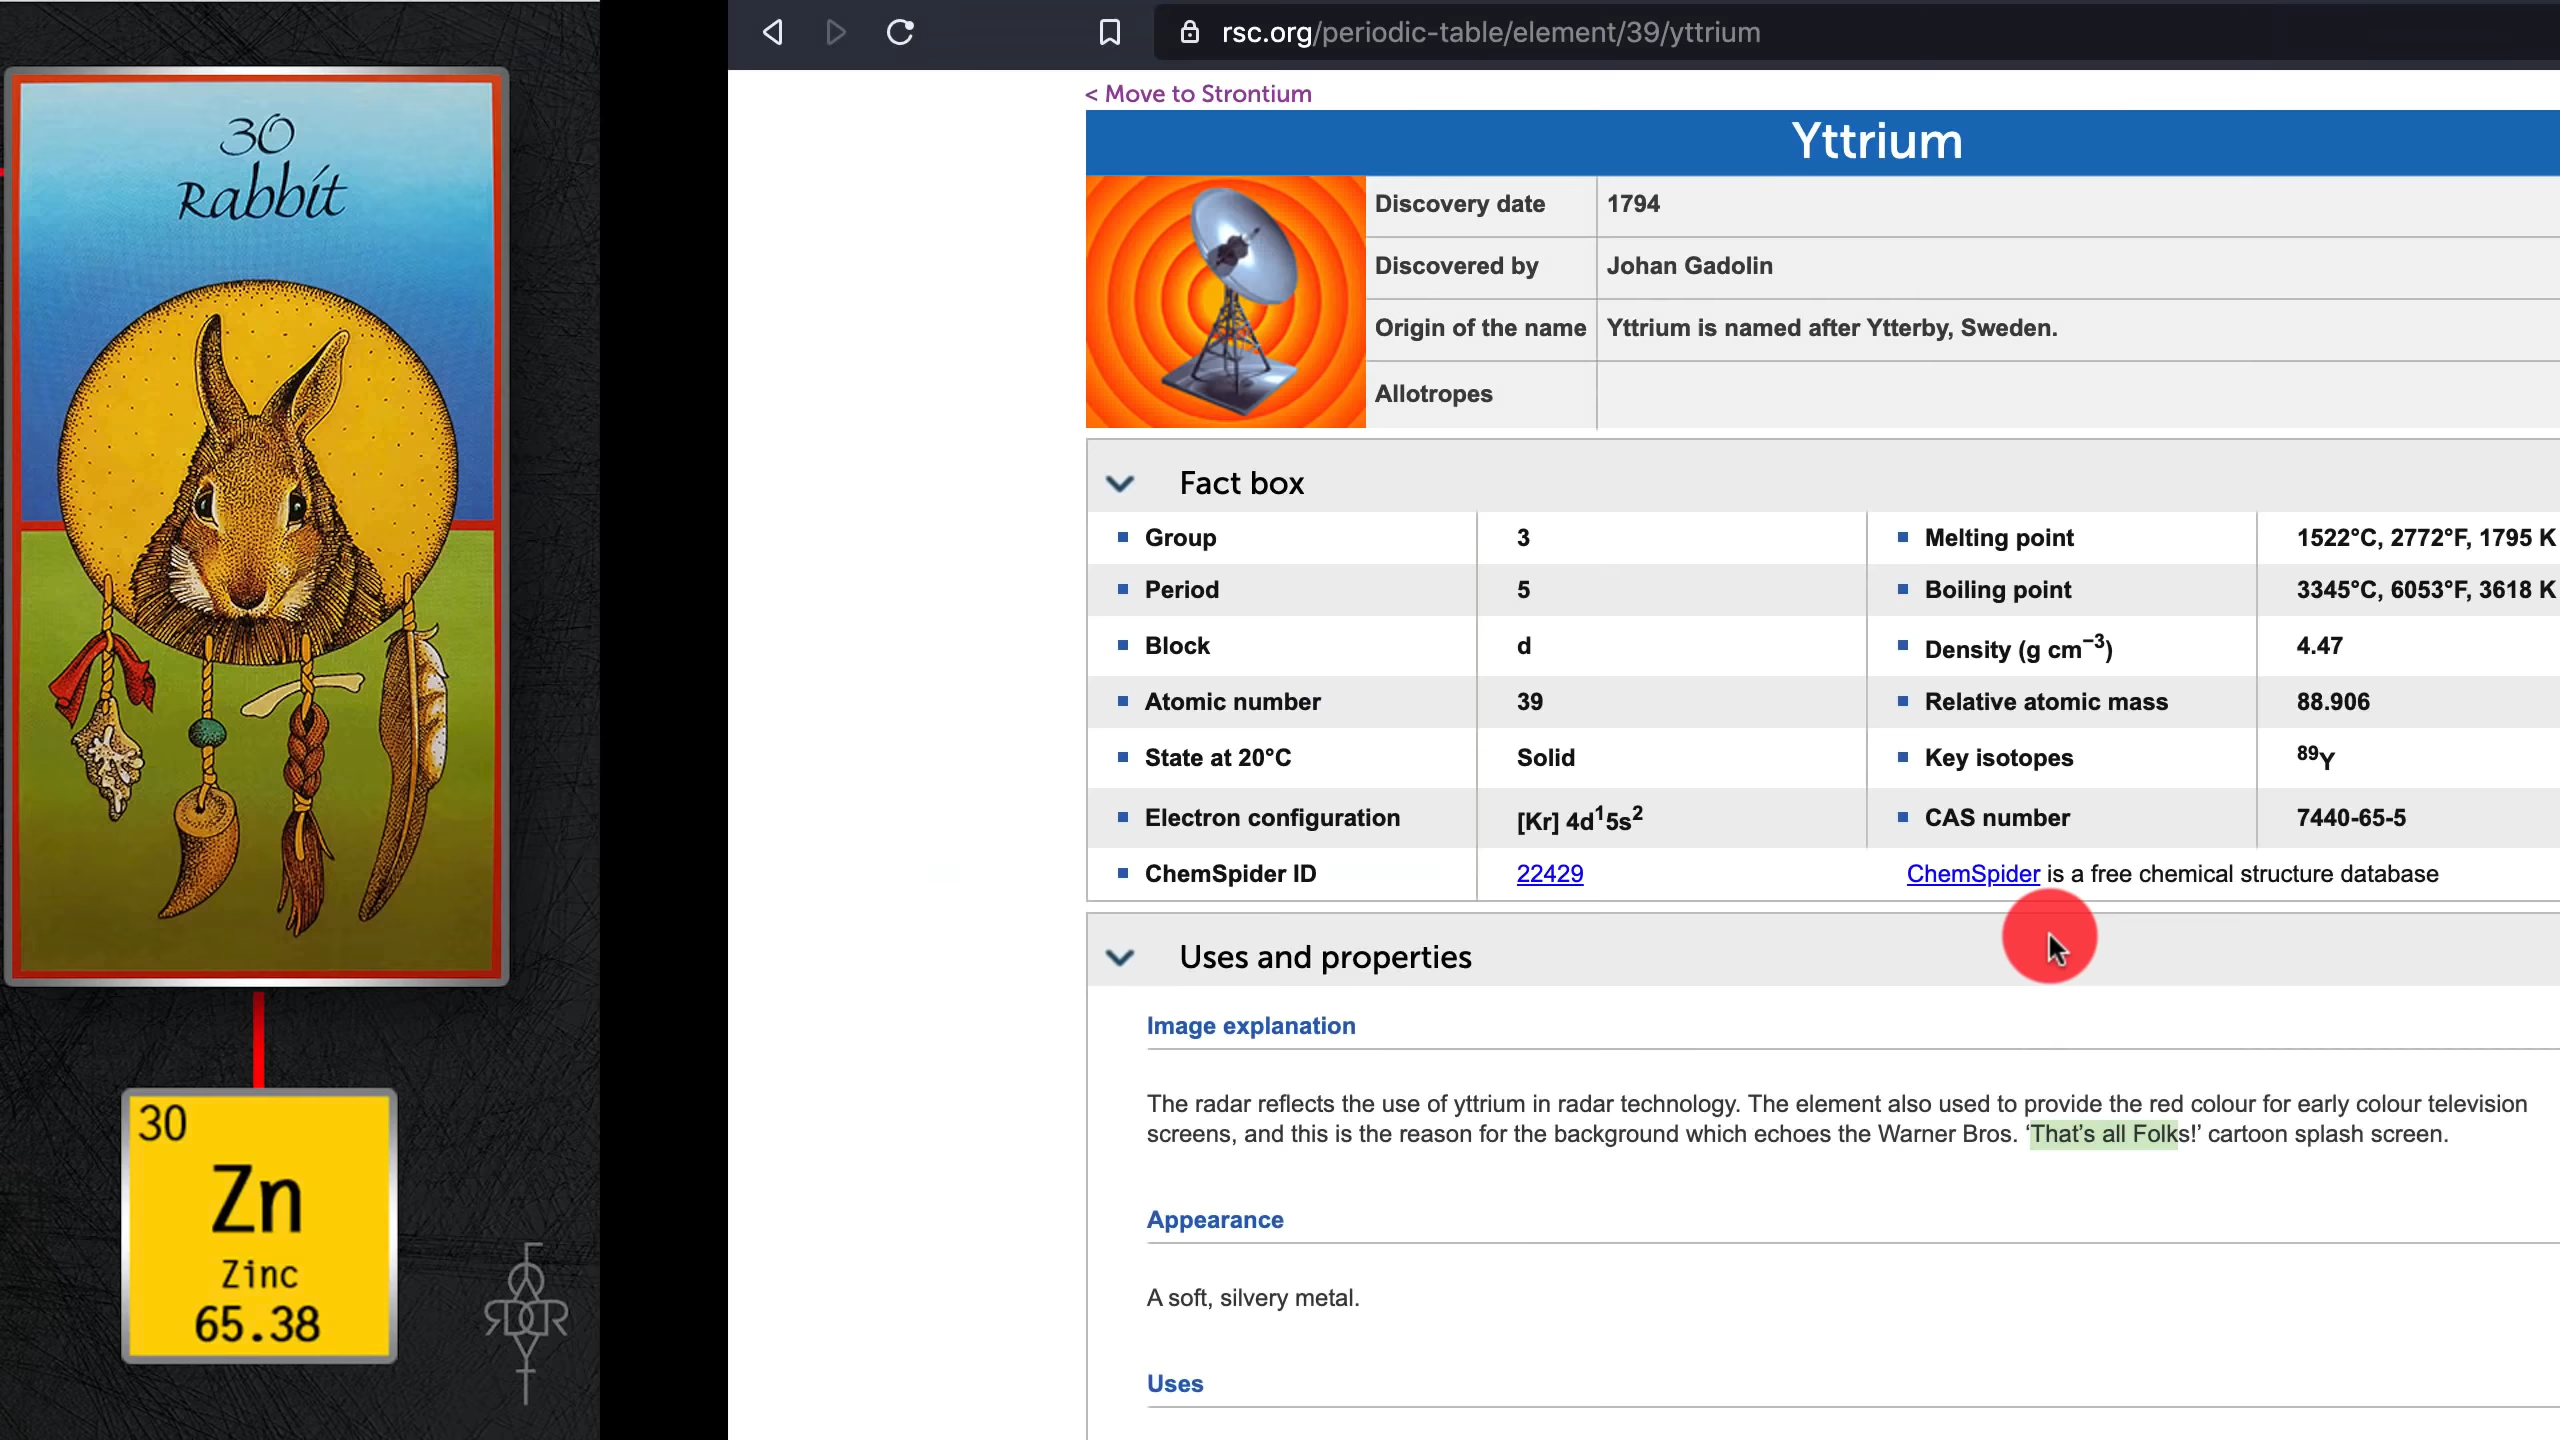 30
Rabbit
30
Zn
Zinc
65.38
rsc.org/periodic-table/element/39/yttrium
< Move to Strontium
Yttrium
Discovery date 1794
Discovered by Johan Gadolin
Origin of the name Yttrium is named after Ytterby, Sweden.
Allotropes
Fact box
Group 3 Melting point 1522°C, 2772°F, 1795 K
Period 5 Boiling point 3345°C, 6053°F, 3618 K
Block d Density (g cm⁻³) 4.47
Atomic number 39 Relative atomic mass 88.906
State at 20°C Solid Key isotopes ⁸⁹Y
Electron configuration [Kr] 4d¹5s² CAS number 7440-65-5
ChemSpider ID 22429 ChemSpider is a free chemical structure database
Uses and properties
Image explanation
The radar reflects the use of yttrium in radar technology. The element also used to provide the red colour for early colour television
screens, and this is the reason for the background which echoes the Warner Bros. ‘That’s all Folks!’ cartoon splash screen.
Appearance
A soft, silvery metal.
Uses